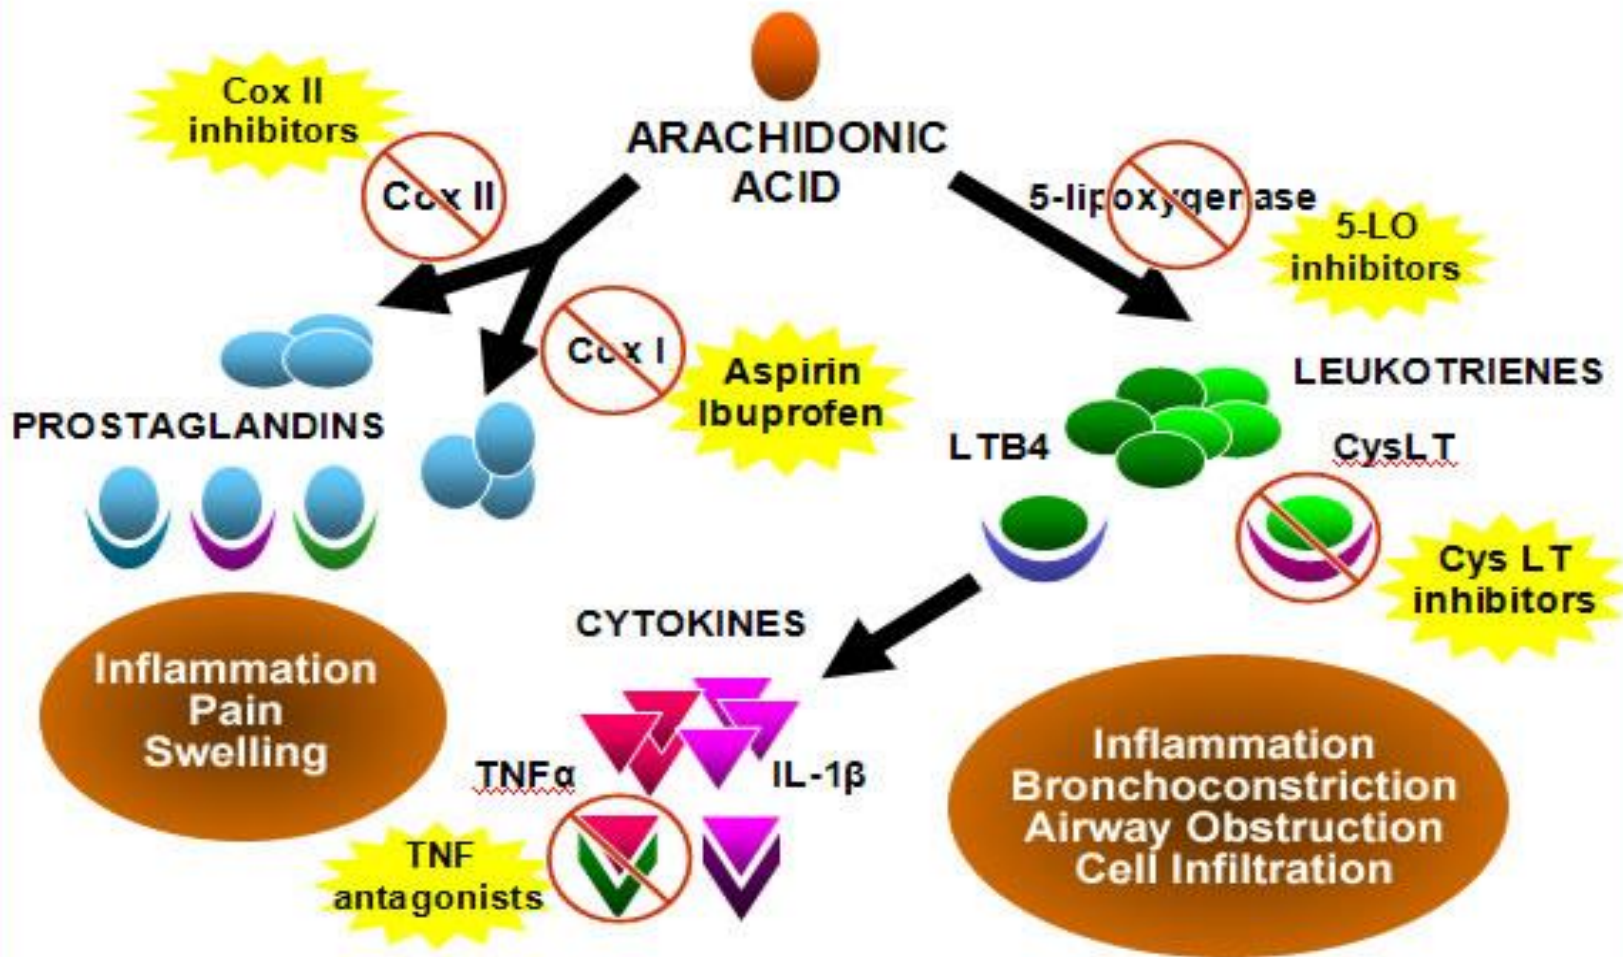 Cox II
inhibitors
Cox II
ARACHIDONIC
ACID
5-lipoxygenase
5-LO
inhibitors
Cox I
Aspirin
Ibuprofen
PROSTAGLANDINS
LEUKOTRIENES
LTB4
CysLT
Cys LT
inhibitors
CYTOKINES
Inflammation
Pain
Swelling
TNFα
IL-1β
TNF
antagonists
Inflammation
Bronchoconstriction
Airway Obstruction
Cell Infiltration